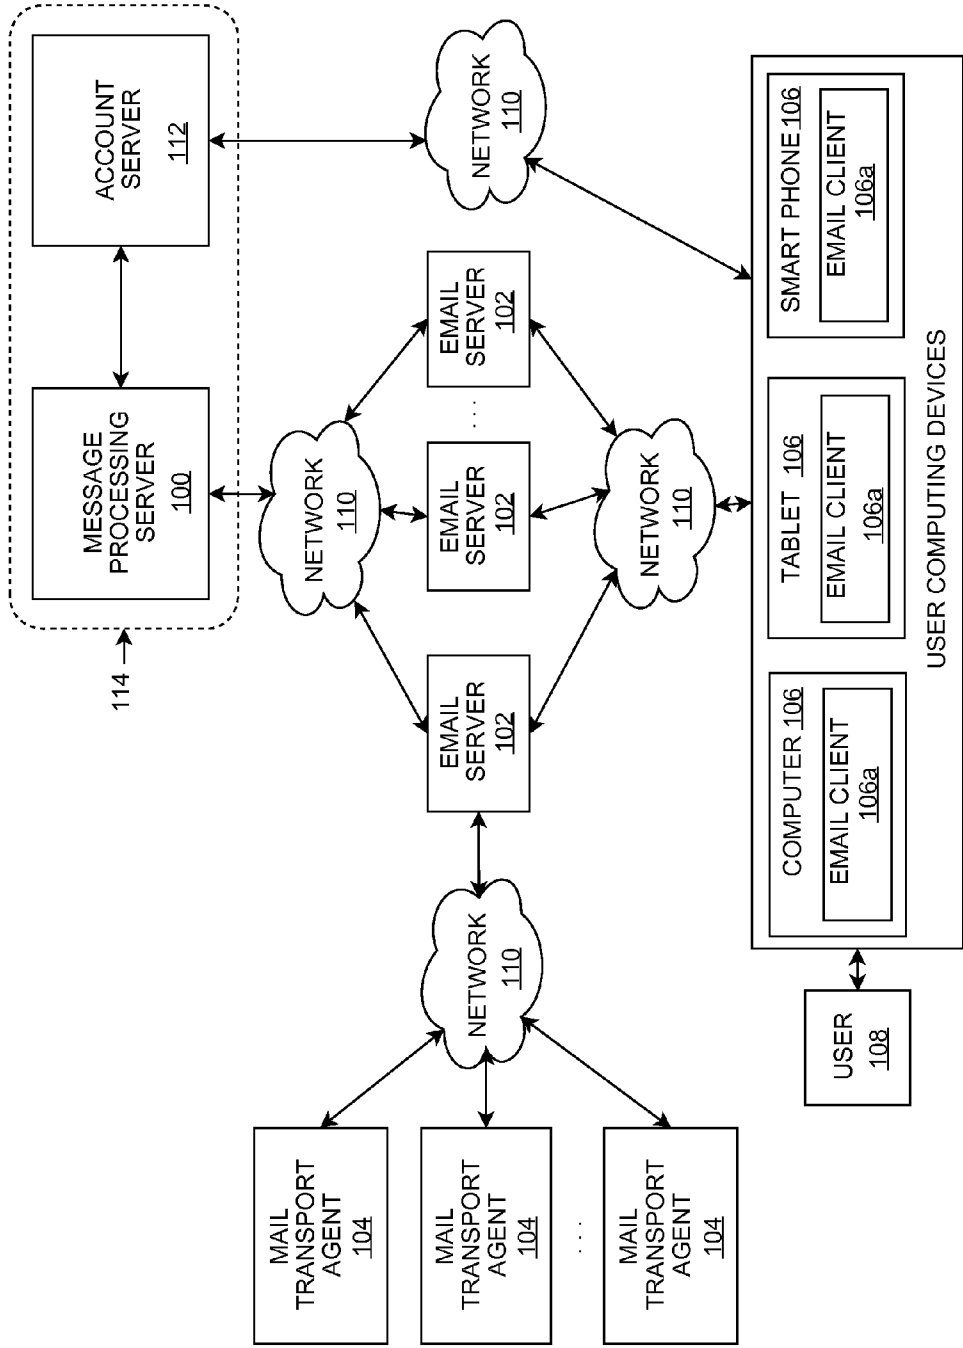 MAIL
TRANSPORT
AGENT
104
MAIL
TRANSPORT
AGENT
104
. . .
MAIL
TRANSPORT
AGENT
104
NETWORK
110
114
MESSAGE
PROCESSING
SERVER
100
ACCOUNT
SERVER
112
NETWORK
110
EMAIL
SERVER
102
EMAIL
SERVER
102
. . .
EMAIL
SERVER
102
NETWORK
110
NETWORK
110
USER
108
COMPUTER 106
EMAIL CLIENT
106a
TABLET 106
EMAIL CLIENT
106a
SMART PHONE 106
EMAIL CLIENT
106a
USER COMPUTING DEVICES